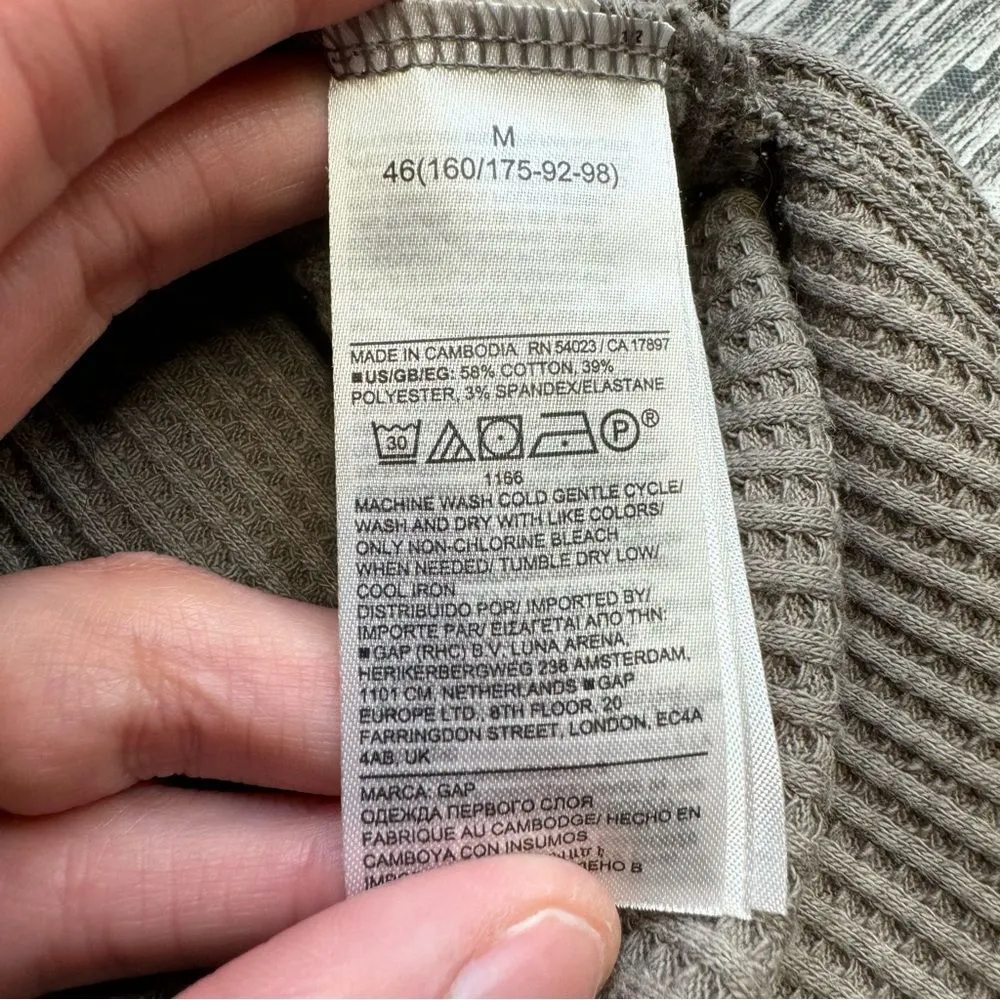 M
46(160/175-92-98)
MADE IN CAMBODIA RN 54023 / CA 17897
■US/GB/EG: 58% COTTON, 39%
POLYESTER, 3% SPANDEX/ELASTANE
30 P®
1166
MACHINE WASH COLD GENTLE CYCLE/
WASH AND DRY WITH LIKE COLORS/
ONLY NON-CHLORINE BLEACH
WHEN NEEDED/ TUMBLE DRY LOW/
COOL IRON
DISTRIBUIDO POR/ IMPORTED BY/
IMPORTE PAR/ ΕΙΣΑΓΕΤΑΙ ΑΠΟ ΤΗΝ:
■GAP (RHC) B.V. LUNA ARENA,
HERIKERBERGWEG 238 AMSTERDAM,
1101 CM, NETHERLANDS ■GAP
EUROPE LTD., 8TH FLOOR, 20
FARRINGDON STREET, LONDON, EC4A
4AB, UK
MARCA: GAP
ОДЕЖДА ПЕРВОГО СЛОЯ
FABRIQUE AU CAMBODGE/ HECHO EN
CAMBOYA CON INSUMOS